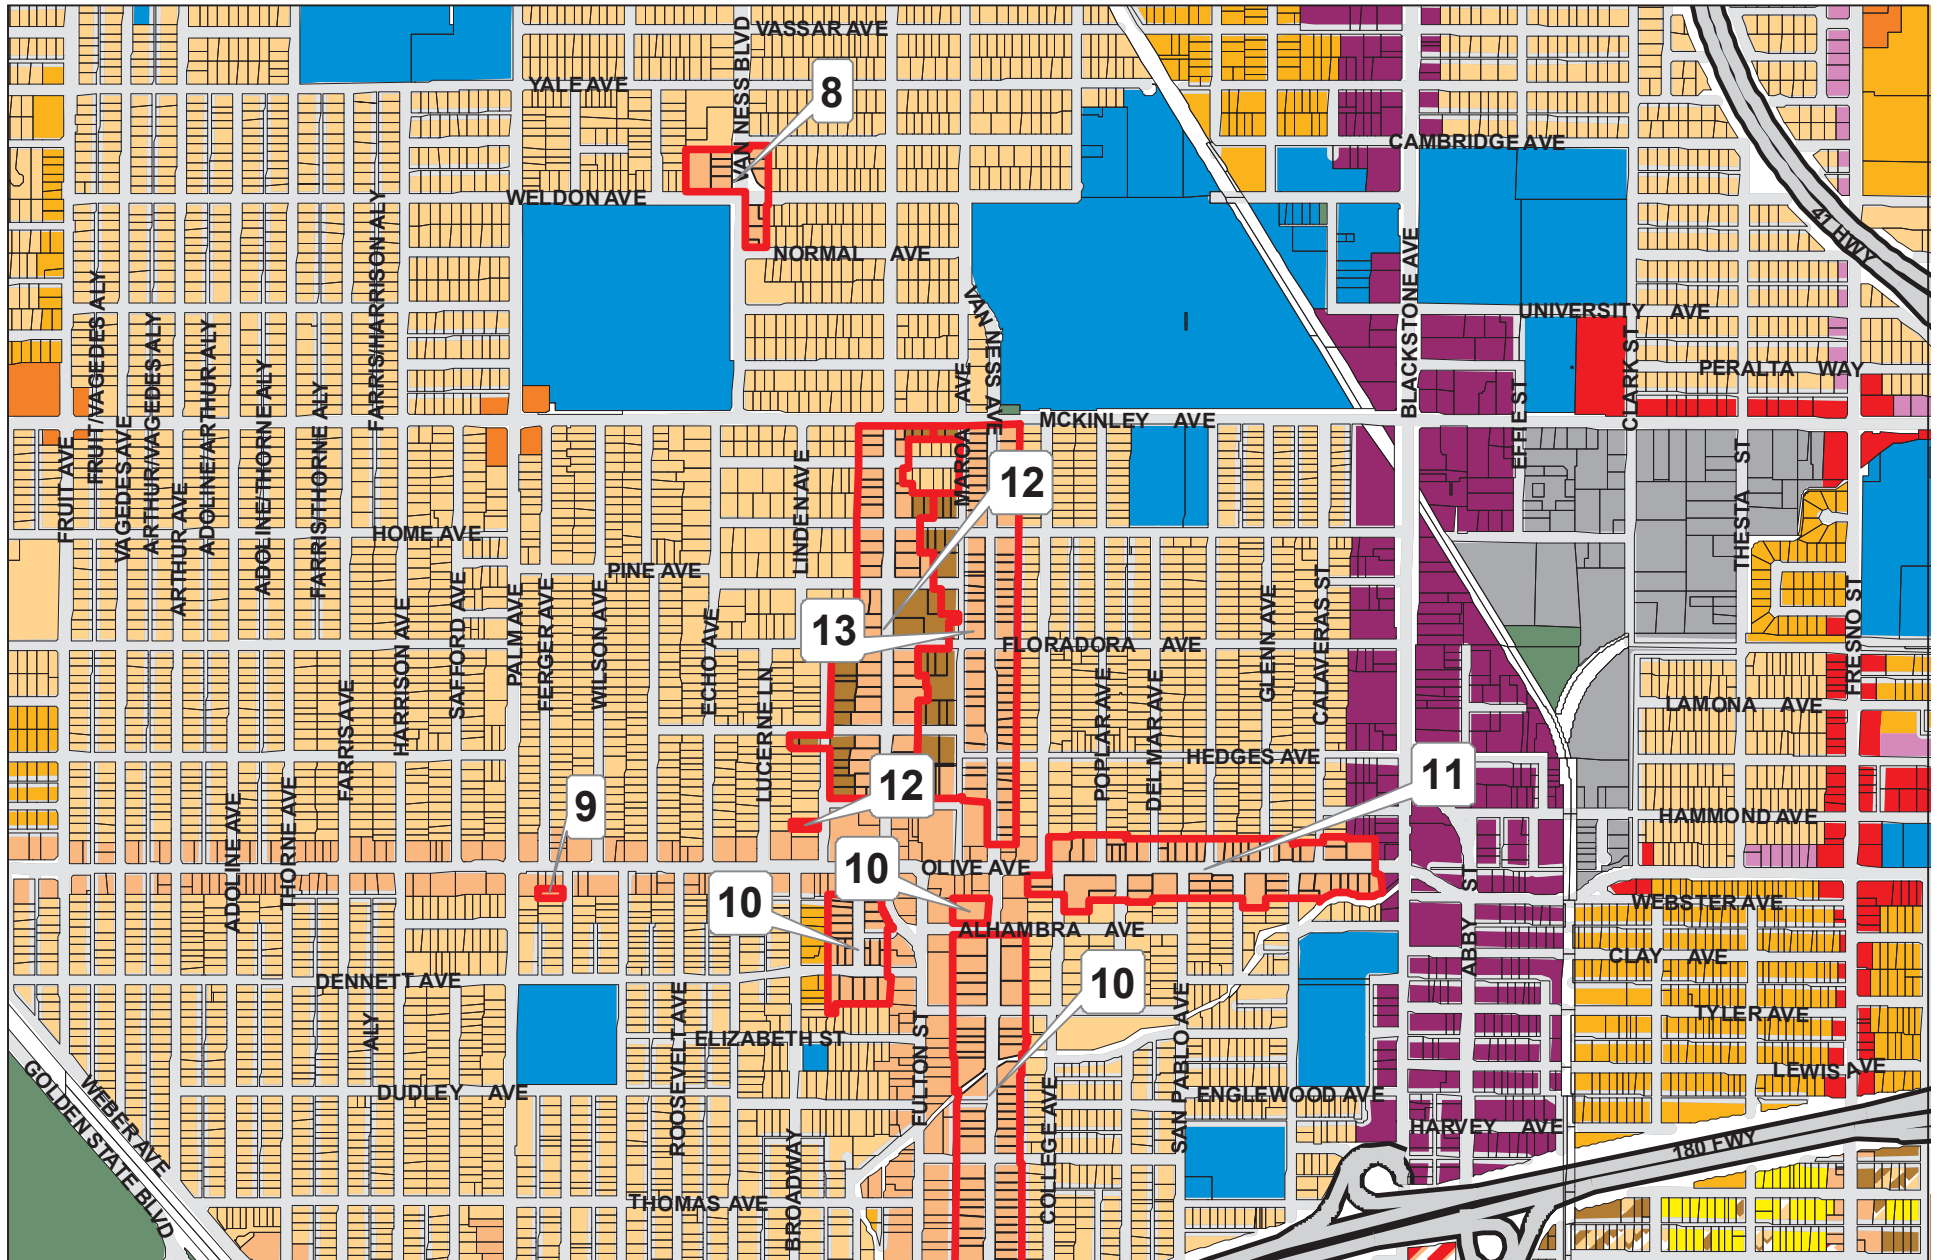 VASSAR AVE
VAN NESS BLVD
YALE AVE
8
CAMBRIDGE AVE
WELDON AVE
41 HWY
NORMAL AVE
FARRIS/HARRISON ALY
BLACKSTONE AVE
VAN NESS AVE
UNIVERSITY AVE
FRUIT/VAGEDES ALY
ARTHUR/VAGEDES ALY
ADOLINE/ARTHUR ALY
ADOLINE/THORNE ALY
FARRIS/THORNE ALY
CLARK ST
PERALTA WAY
EFFIE ST
MCKINLEY AVE
MAROA AVE
FRUIT AVE
VAGEDES AVE
ARTHUR AVE
LINDEN AVE
12
THESTA ST
HOME AVE
PINE AVE
HARRISON AVE
SAFFORD AVE
PALM AVE
FERGER AVE
WILSON AVE
ECHO AVE
13
FLORADORA AVE
GLENN AVE
CALAVERAS ST
FRESNO ST
FARRIS AVE
LUCERNE LN
POPLAR AVE
DELMAR AVE
LAMONA AVE
HEDGES AVE
12
11
9
ADOLINE AVE
THORNE AVE
HAMMOND AVE
10
OLIVE AVE
10
WEBSTER AVE
ALHAMBRA AVE
ABBY ST
CLAY AVE
DENNETT AVE
10
ALY
ROOSEVELT AVE
ELIZABETH ST
FULTON ST
SAN PABLO AVE
TYLER AVE
LEWIS AVE
GOLDEN STATE BLVD
WEBER AVE
DUDLEY AVE
ENGLEWOOD AVE
COLLEGE AVE
HARVEY AVE
180 FWY
BROADWAY
THOMAS AVE